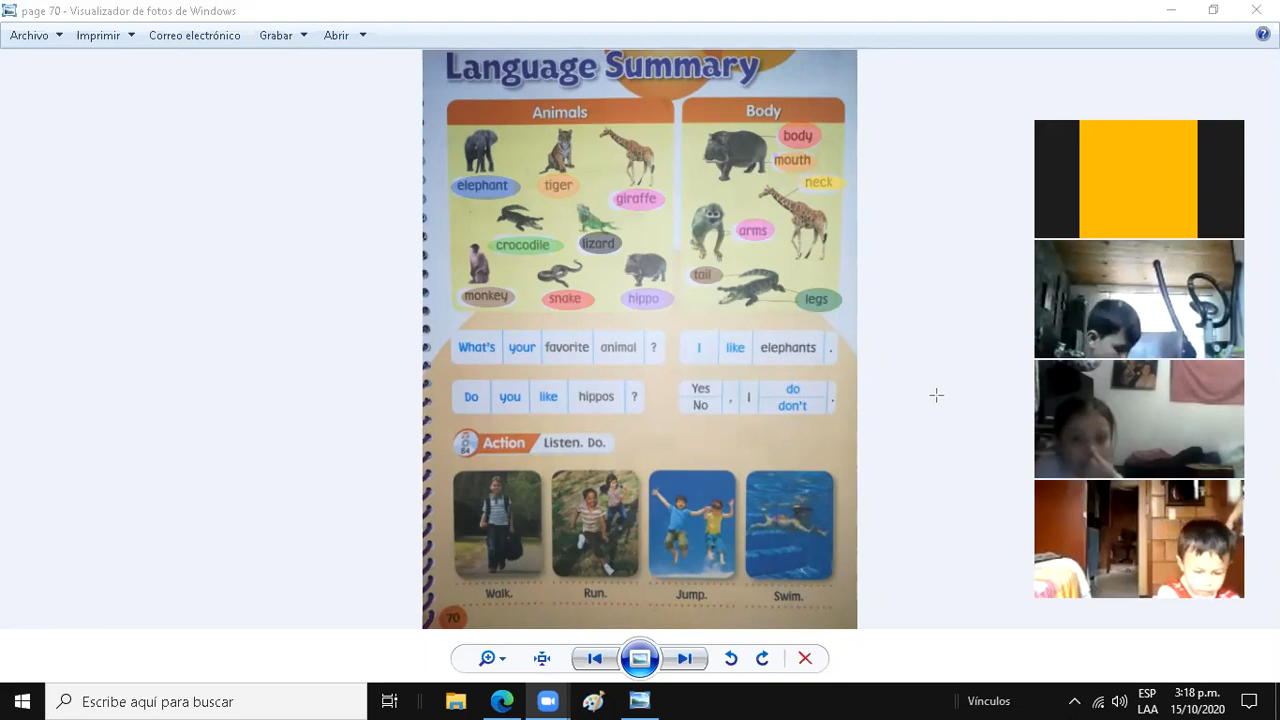 page 70 - Visualizador de fotos de Windows
Archivo Imprimir Correo electrónico Grabar Abrir
Language Summary
Animals
elephant tiger giraffe
crocodile lizard
monkey snake hippo
Body
body
mouth
neck
arms
tail
legs
What's your favorite animal ?
I like elephants .
Do you like hippos ?
Yes No , I do don't .
84 Action Listen. Do.
Walk. Run. Jump. Swim.
70
Escribe aquí para buscar
Vínculos
ESP
LAA
3:18 p.m.
15/10/2020